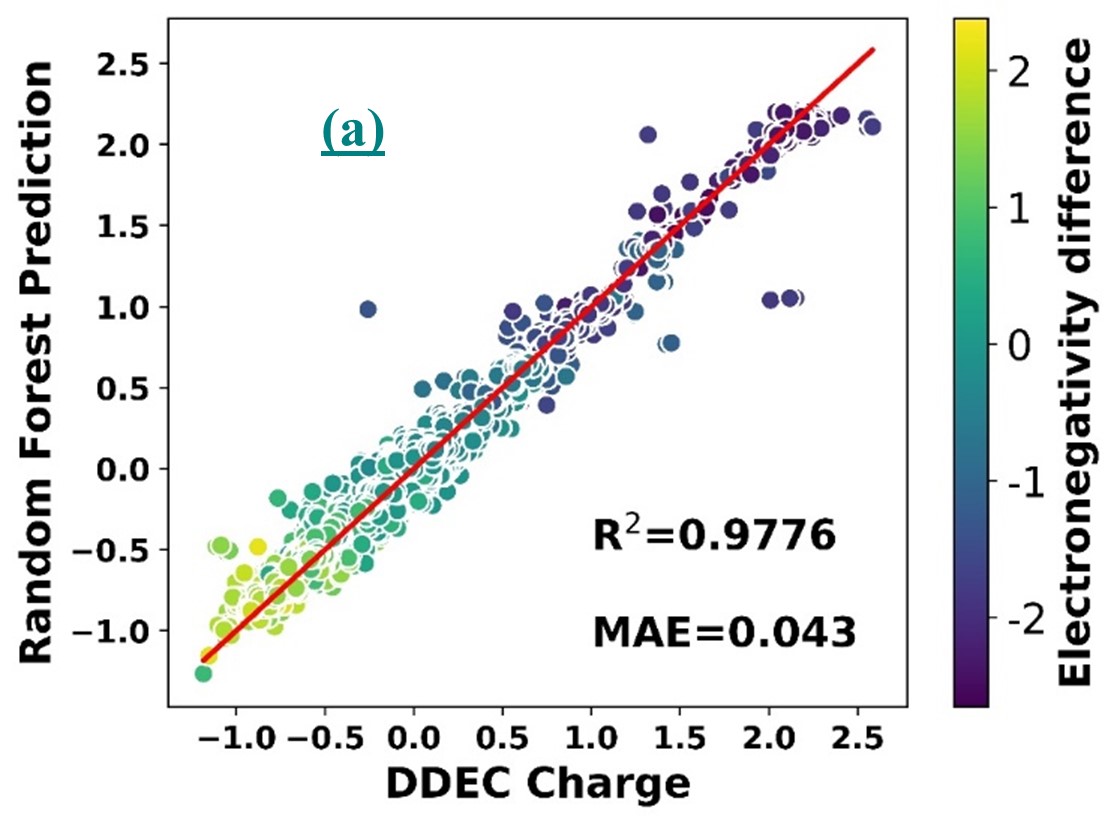 (a)
Random Forest Prediction
2.5
2.0
1.5
1.0
0.5
0.0
−0.5
−1.0
R²=0.9776
MAE=0.043
−1.0 −0.5 0.0 0.5 1.0 1.5 2.0 2.5
DDEC Charge
2
1
0
-1
-2
Electronegativity difference